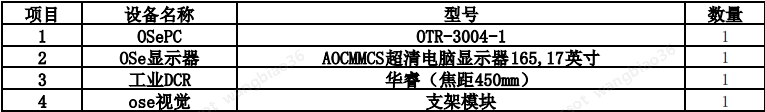 项目 设备名称 型号 数量
1 OSePC OTR-3004-1 1
2 OSe显示器 AOCMMCS超清电脑显示器165,17英寸 1
3 工业DCR 华睿（焦距450mm） 1
4 ose视觉 支架模块 1